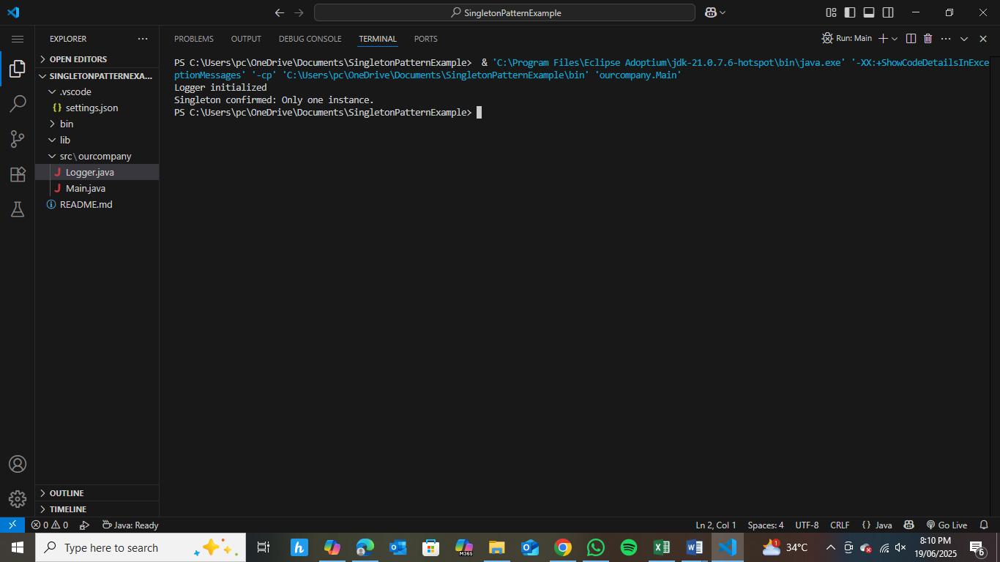 SingletonPatternExample
EXPLORER
OPEN EDITORS
SINGLETONPATTERNEXA...
.vscode
{} settings.json
bin
lib
src\ourcompany
J Logger.java
J Main.java
README.md
OUTLINE
TIMELINE
PROBLEMS OUTPUT DEBUG CONSOLE TERMINAL PORTS
Run: Main
PS C:\Users\pc\OneDrive\Documents\SingletonPatternExample>  & 'C:\Program Files\Eclipse Adoptium\jdk-21.0.7.6-hotspot\bin\java.exe' '-XX:+ShowCodeDetailsInExce
ptionMessages' '-cp' 'C:\Users\pc\OneDrive\Documents\SingletonPatternExample\bin' 'ourcompany.Main'
Logger initialized
Singleton confirmed: Only one instance.
PS C:\Users\pc\OneDrive\Documents\SingletonPatternExample>
0 0 Java: Ready
Ln 2, Col 1 Spaces: 4 UTF-8 CRLF {} Java Go Live
Type here to search
h
M365
1
34°C
8:10 PM
19/06/2025
6